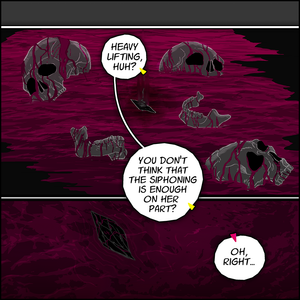 HEAVY
LIFTING,
HUH?
YOU DON'T
THINK THAT
THE SIPHONING
IS ENOUGH
ON HER
PART?
OH,
RIGHT...